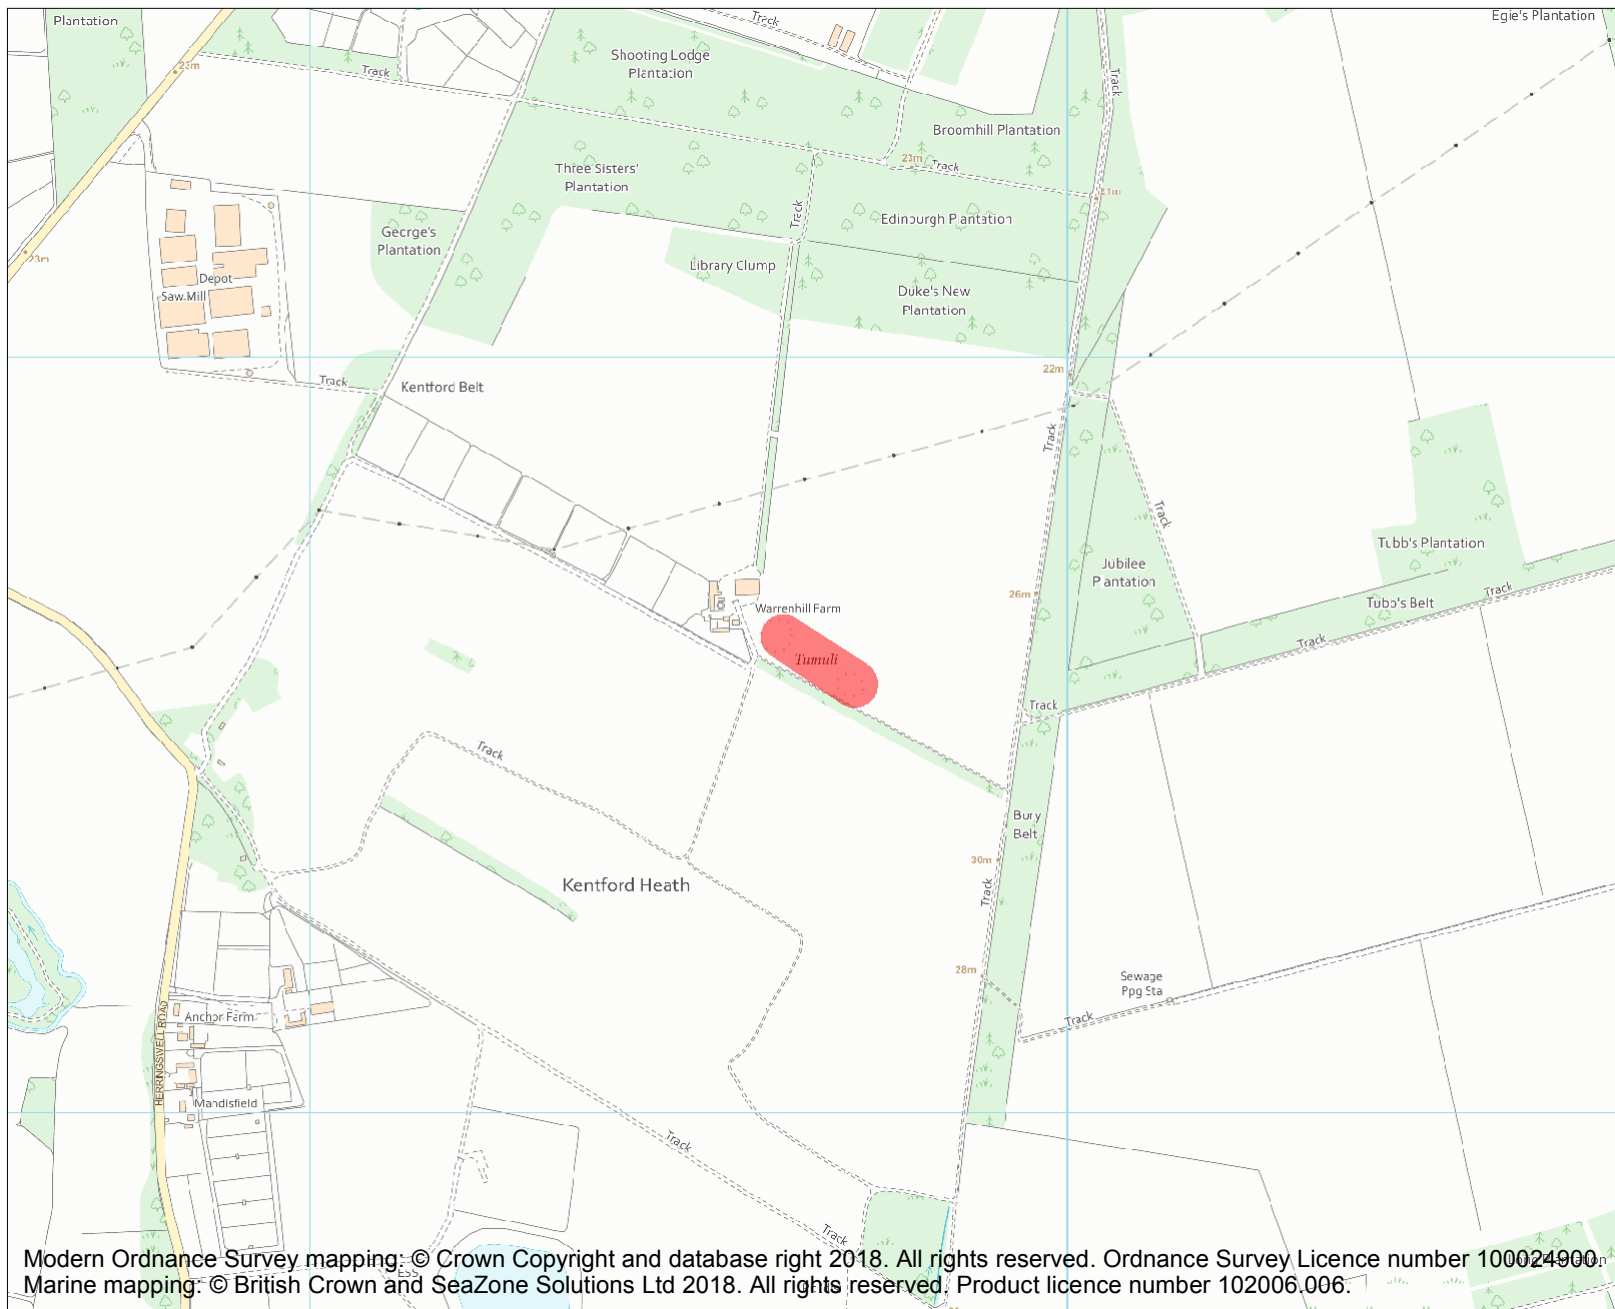 Plantation
Track
Egie's Plantation
Shooting Lodge
Plantation
23m
Track
Track
Broomhill Plantation
23m
Track
Three Sisters'
Plantation
21m
Track
Edinburgh Plantation
George's
Plantation
23m
Library Clump
Depot
Saw Mill
Duke's New
Plantation
22m
Track
Kentford Belt
Track
Track
Tubb's Plantation
Jubilee
Plantation
26m
Track
Tubb's Belt
Warrenhill Farm
Track
Tumuli
Track
Track
Bury
Belt
30m
Kentford Heath
Track
28m
Sewage
Ppg Sta
Track
Anchor Farm
HERRINGSWELL ROAD
Mandisfield
Track
Track
ESS
Long Plantation
Modern Ordnance Survey mapping: © Crown Copyright and database right 2018. All rights reserved. Ordnance Survey Licence number 100024900.
Marine mapping: © British Crown and SeaZone Solutions Ltd 2018. All rights reserved. Product licence number 102006.006.